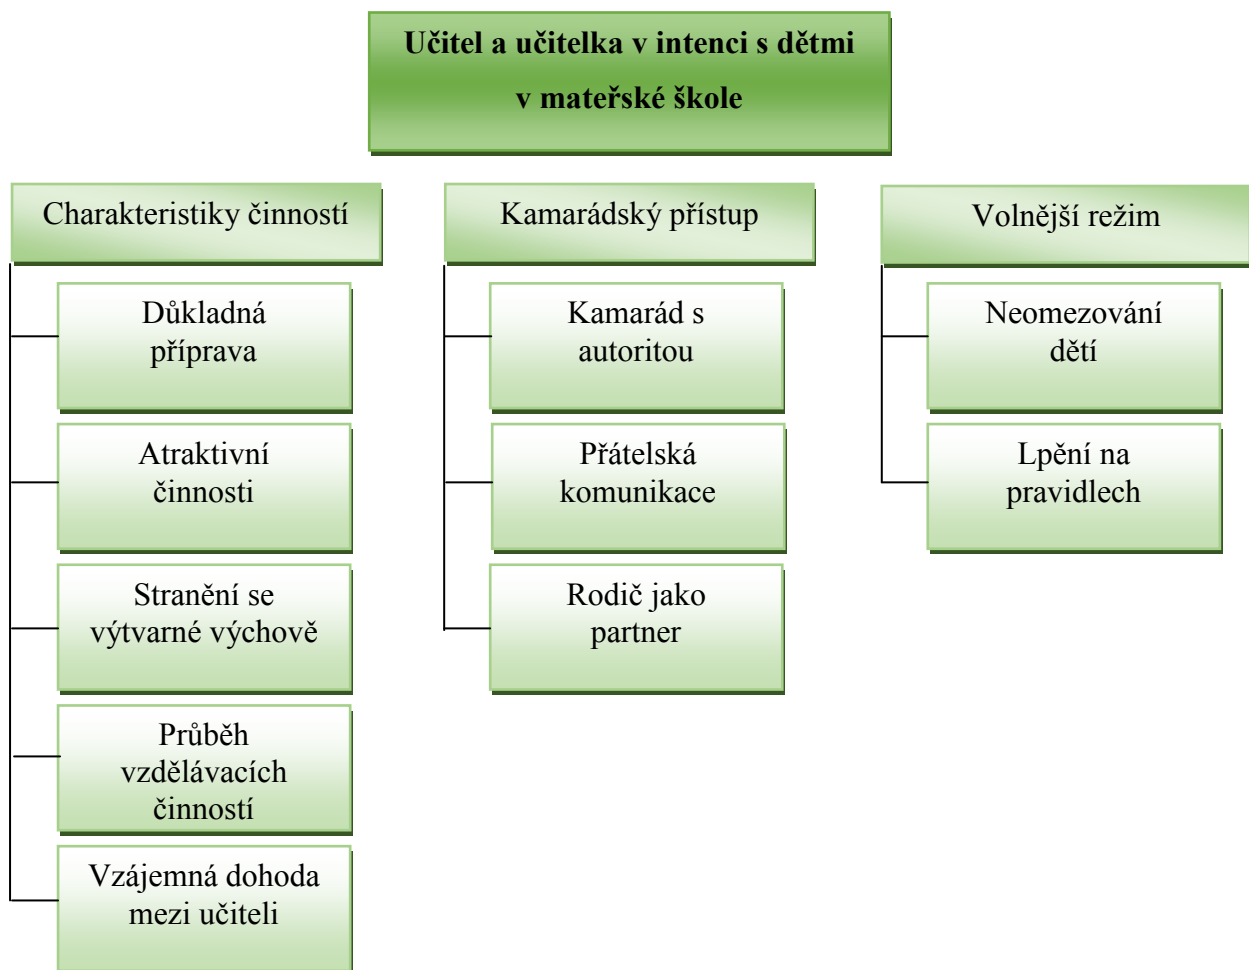 Učitel a učitelka v intenci s dětmi
v mateřské škole
Charakteristiky činností
Důkladná
příprava
Atraktivní
činnosti
Stranění se
výtvarné výchově
Průběh
vzdělávacích
činností
Vzájemná dohoda
mezi učiteli
Kamarádský přístup
Kamarád s
autoritou
Přátelská
komunikace
Rodič jako
partner
Volnější režim
Neomezování
dětí
Lpění na
pravidlech